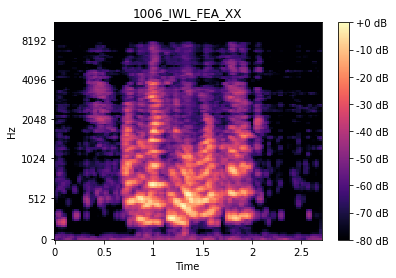 1006_IWL_FEA_XX
+0 dB
8192
-10 dB
4096
-20 dB
-30 dB
2048
Hz
-40 dB
1024
-50 dB
512
-60 dB
-70 dB
0
-80 dB
0 0.5 1 1.5 2 2.5
Time